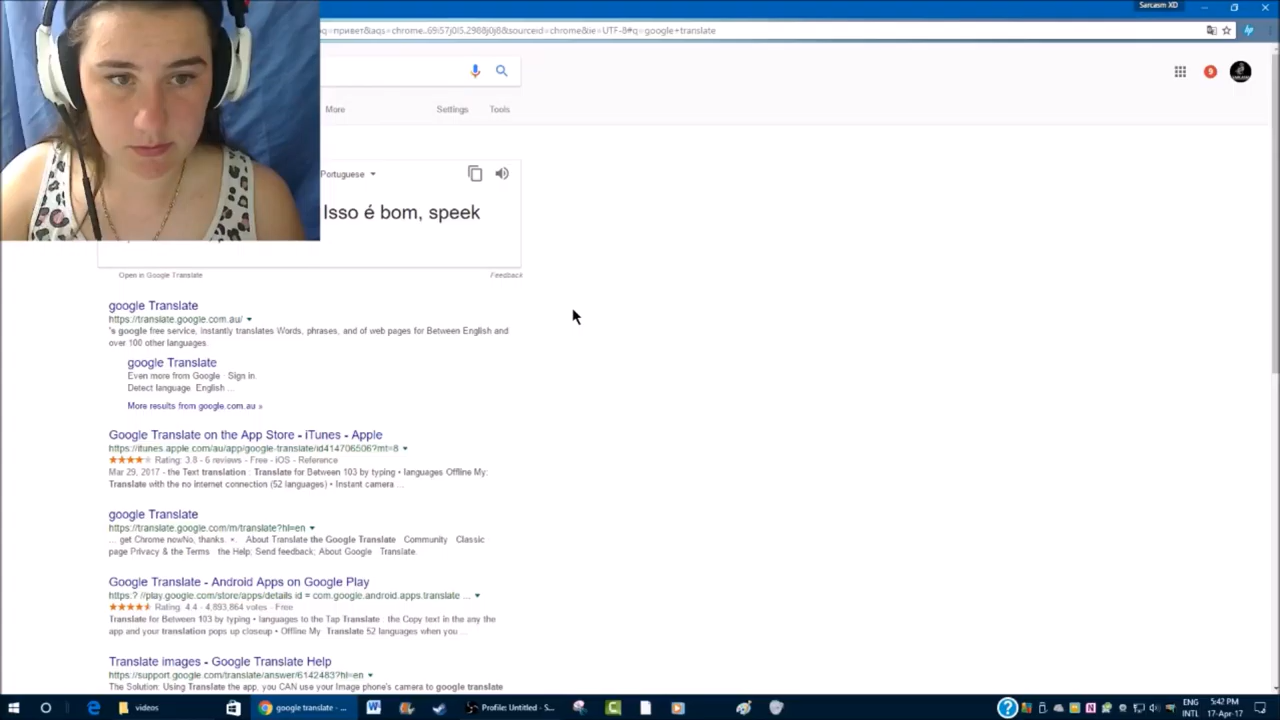 Sarcasm XD
q=привет&aqs=chrome..69i57j0l5.2988j0j8&sourceid=chrome&ie=UTF-8#q=google+translate
9
More
Settings
Tools
Portuguese
Isso é bom, speek
Open in Google Translate
Feedback
google Translate
https://translate.google.com.au/
's google free service, instantly translates Words, phrases, and of web pages for Between English and
over 100 other languages.
google Translate
Even more from Google · Sign in.
Detect language English ...
More results from google.com.au »
Google Translate on the App Store - iTunes - Apple
https://itunes.apple.com/au/app/google-translate/id414706506?mt=8
Rating: 3.8 - 6 reviews - Free - iOS - Reference
Mar 29, 2017 - the Text translation : Translate for Between 103 by typing • languages Offline My:
Translate with the no internet connection (52 languages) • Instant camera ...
google Translate
https://translate.google.com/m/translate?hl=en
... get Chrome nowNo, thanks. ×. About Translate the Google Translate Community Classic
page Privacy & the Terms the Help; Send feedback; About Google Translate.
Google Translate - Android Apps on Google Play
https:? //play.google.com/store/apps/details id = com.google.android.apps.translate ...
Rating: 4.4 - 4,893,864 votes - Free
Translate for Between 103 by typing • languages to the Tap Translate the Copy text in the any the
app and your translation pops up closeup • Offline My Translate 52 languages when you ...
Translate images - Google Translate Help
https://support.google.com/translate/answer/6142483?hl=en
The Solution: Using Translate the app, you CAN use your Image phone's camera to google translate
videos
google translate - ...
Profile: Untitled - S...
ENG
INTL
5:42 PM
17-Apr-17